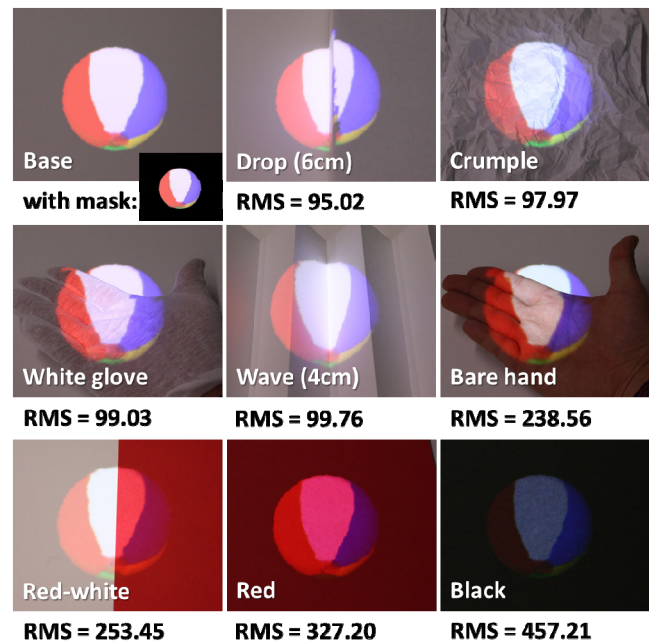 Base
Drop (6cm)
Crumple
with mask:
RMS = 95.02
RMS = 97.97
White glove
Wave (4cm)
Bare hand
RMS = 99.03
RMS = 99.76
RMS = 238.56
Red-white
Red
Black
RMS = 253.45
RMS = 327.20
RMS = 457.21